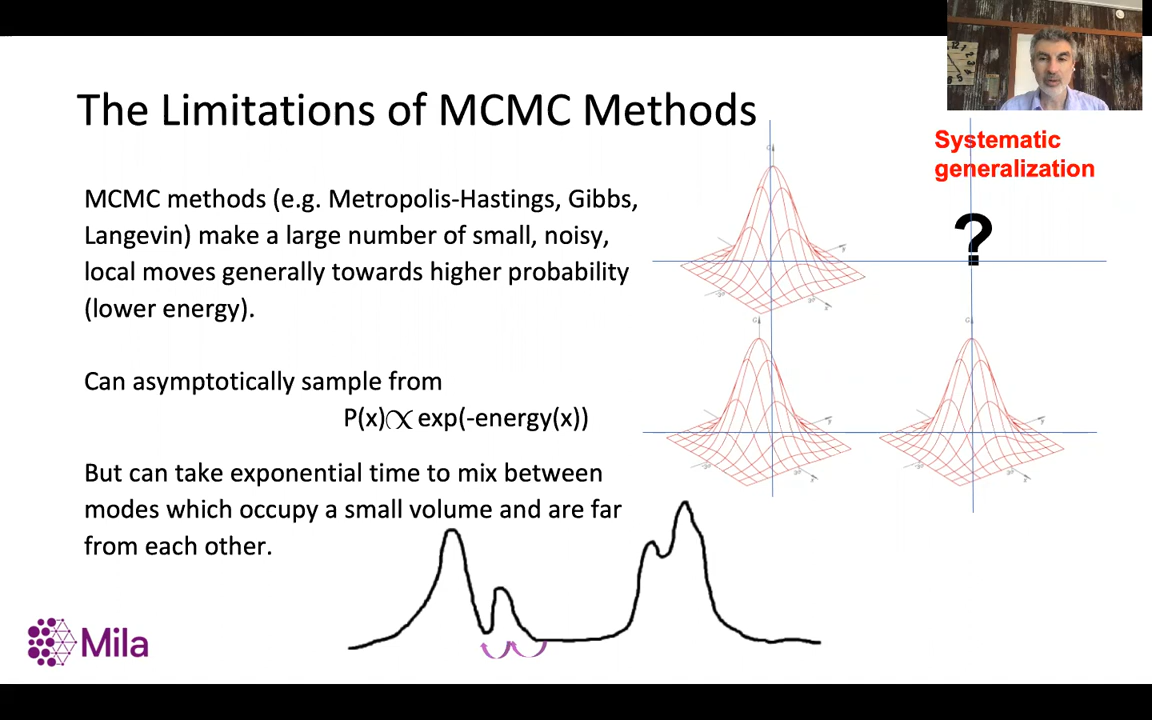 The Limitations of MCMC Methods
Systematic
generalization
?
MCMC methods (e.g. Metropolis-Hastings, Gibbs,
Langevin) make a large number of small, noisy,
local moves generally towards higher probability
(lower energy).
Can asymptotically sample from
P(x)∝exp(-energy(x))
But can take exponential time to mix between
modes which occupy a small volume and are far
from each other.
Mila